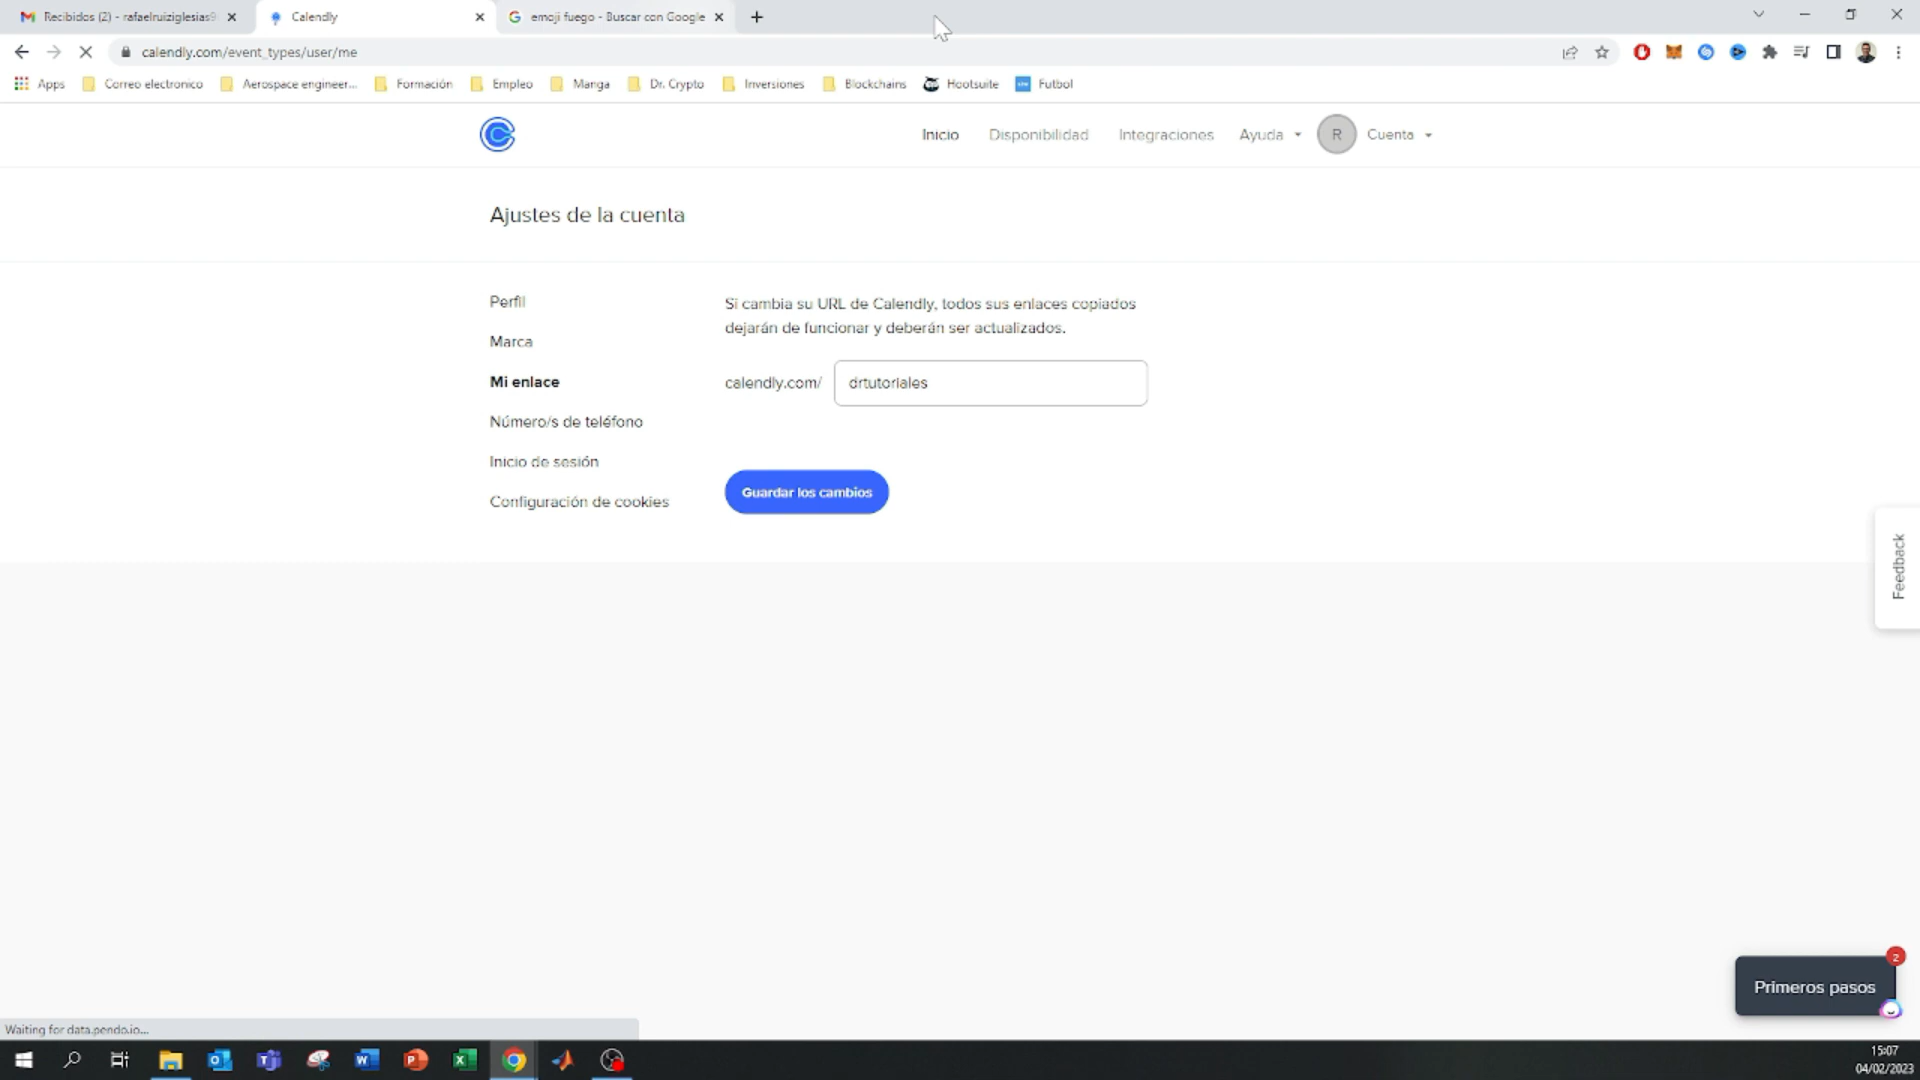 Recibidos (2) - rafaelruiziglesias9
Calendly
emoji fuego - Buscar con Google
calendly.com/event_types/user/me
Apps
Correo electronico
Aerospace engineer...
Formación
Empleo
Manga
Dr. Crypto
Inversiones
Blockchains
Hootsuite
Futbol
Inicio
Disponibilidad
Integraciones
Ayuda
R
Cuenta
Ajustes de la cuenta
Perfil
Marca
Mi enlace
Número/s de teléfono
Inicio de sesión
Configuración de cookies
Si cambia su URL de Calendly, todos sus enlaces copiados
dejarán de funcionar y deberán ser actualizados.
calendly.com/
drtutoriales
Guardar los cambios
Feedback
2
Primeros pasos
Waiting for data.pendo.io...
15:07
04/02/2023